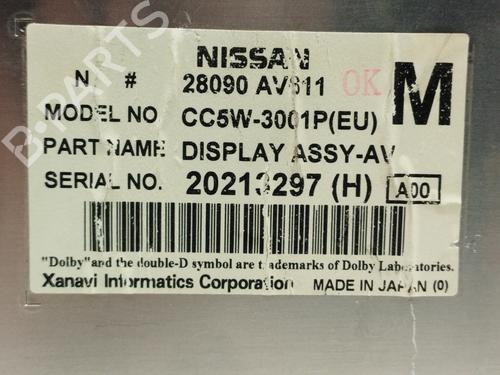 NISSAN
N # 28090 AV611 OK M
MODEL NO CC5W-3001P(EU)
PART NAME DISPLAY ASSY-AV
SERIAL NO. 20213297 (H) A00
"Dolby"and the double-D symbol are trademarks of Dolby Laboratories.
Xanavi Informatics Corporation MADE IN JAPAN (0)
B-PARTS